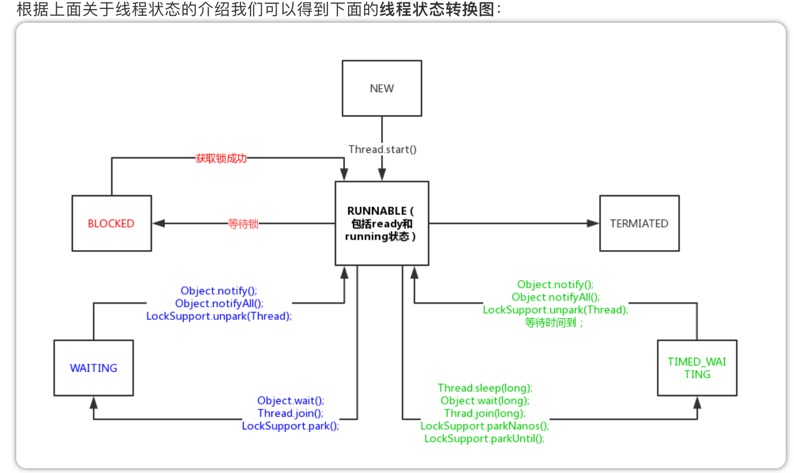 根据上面关于线程状态的介绍我们可以得到下面的线程状态转换图：
NEW
Thread.start()
获取锁成功
RUNNABLE（
包括ready和
running状态）
BLOCKED
等待锁
TERMIATED
Object.notify();
Object.notifyAll();
LockSupport.unpark(Thread);
Object.notify();
Object.notifyAll();
LockSupport.unpark(Thread);
等待时间到；
WAITING
TIMED_WAI
TING
Object.wait();
Thread.join();
LockSupport.park();
Thread.sleep(long);
Object.wait(long);
Thrad.join(long);
LockSupport.parkNanos();
LockSupport.parkUntil();